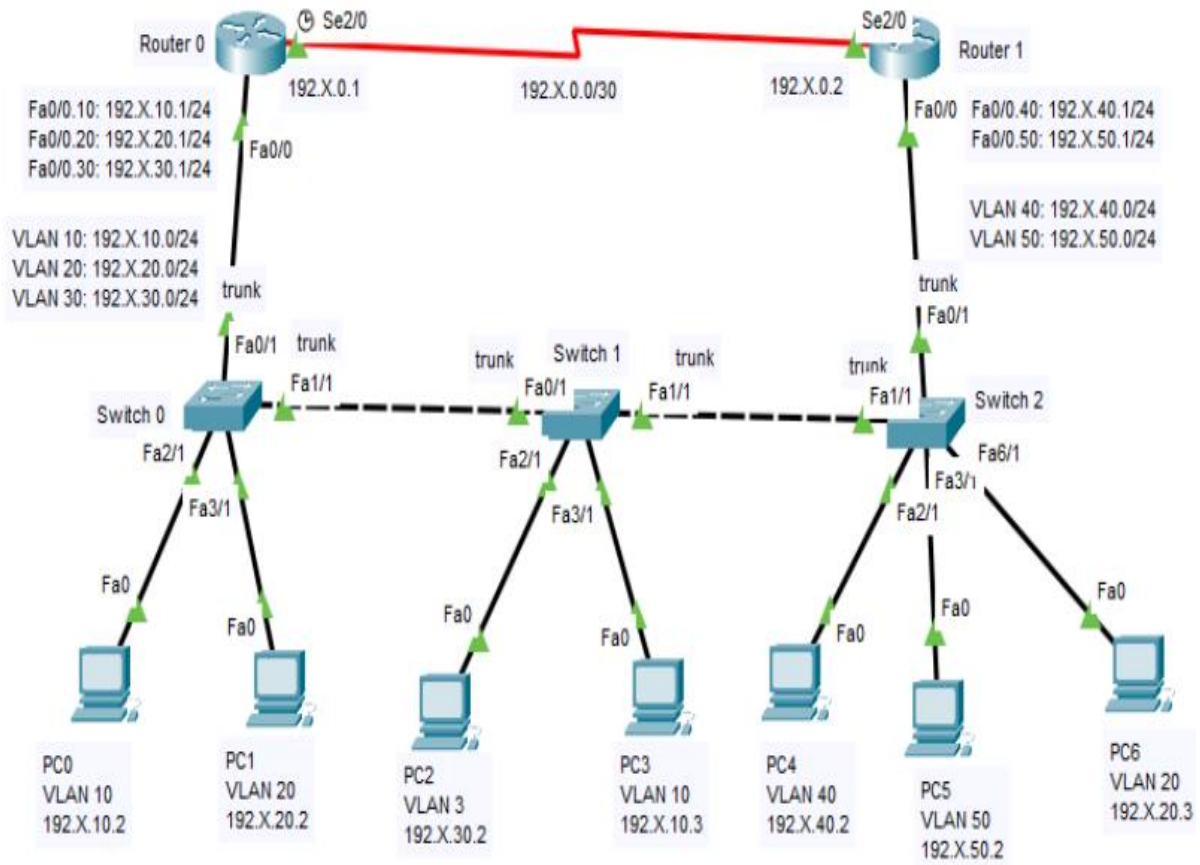 Router 0
Se2/0
192.X.0.1
192.X.0.0/30
Se2/0
192.X.0.2
Router 1
Fa0/0.10: 192.X.10.1/24
Fa0/0.20: 192.X.20.1/24
Fa0/0.30: 192.X.30.1/24
Fa0/0
Fa0/0
Fa0/0.40: 192.X.40.1/24
Fa0/0.50: 192.X.50.1/24
VLAN 10: 192.X.10.0/24
VLAN 20: 192.X.20.0/24
VLAN 30: 192.X.30.0/24
VLAN 40: 192.X.40.0/24
VLAN 50: 192.X.50.0/24
trunk
Fa0/1
trunk
Fa1/1
Switch 0
Fa2/1
Fa3/1
trunk
Fa0/1
Switch 1
trunk
Fa1/1
Fa2/1
Fa3/1
trunk
Fa0/1
trunk
Fa1/1
Switch 2
Fa6/1
Fa3/1
Fa2/1
Fa0
Fa0
Fa0
Fa0
Fa0
Fa0
Fa0
PC0
VLAN 10
192.X.10.2
PC1
VLAN 20
192.X.20.2
PC2
VLAN 3
192.X.30.2
PC3
VLAN 10
192.X.10.3
PC4
VLAN 40
192.X.40.2
PC5
VLAN 50
192.X.50.2
PC6
VLAN 20
192.X.20.3